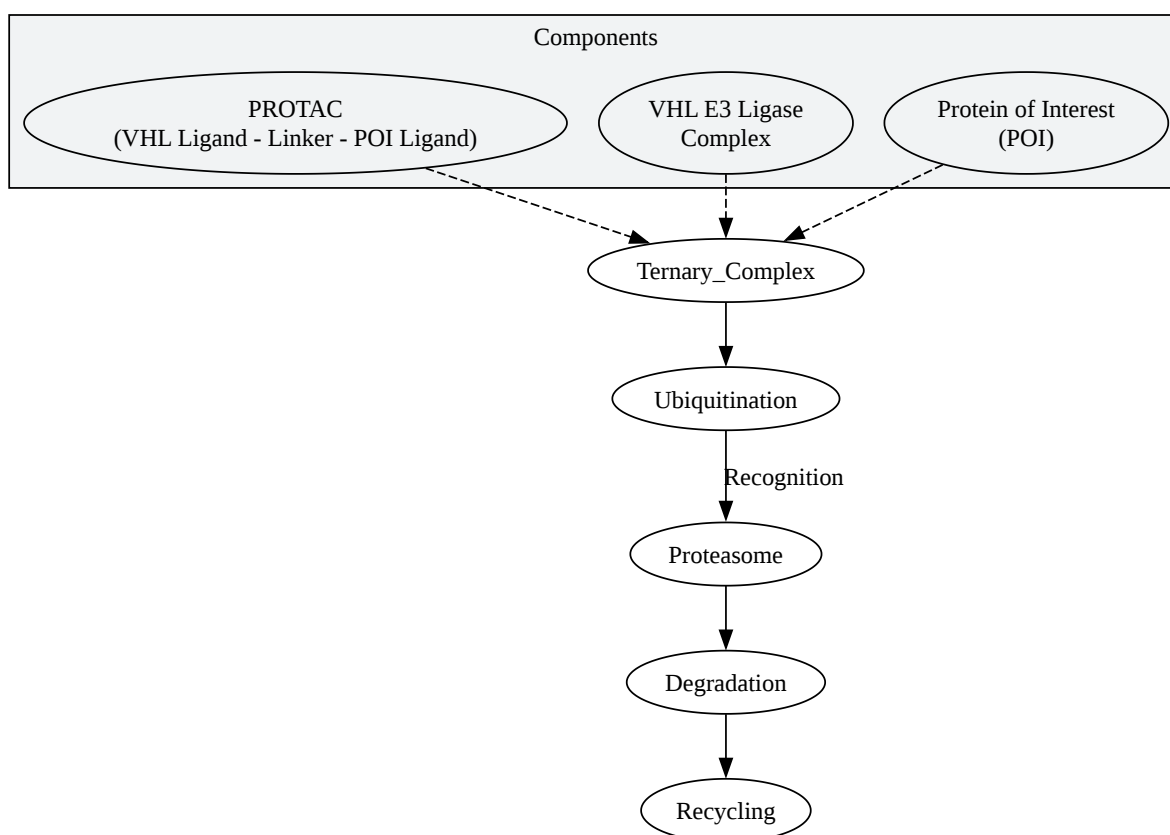 Components
PROTAC
(VHL Ligand - Linker - POI Ligand)
VHL E3 Ligase
Complex
Protein of Interest
(POI)
Ternary_Complex
Ubiquitination
Recognition
Proteasome
Degradation
Recycling